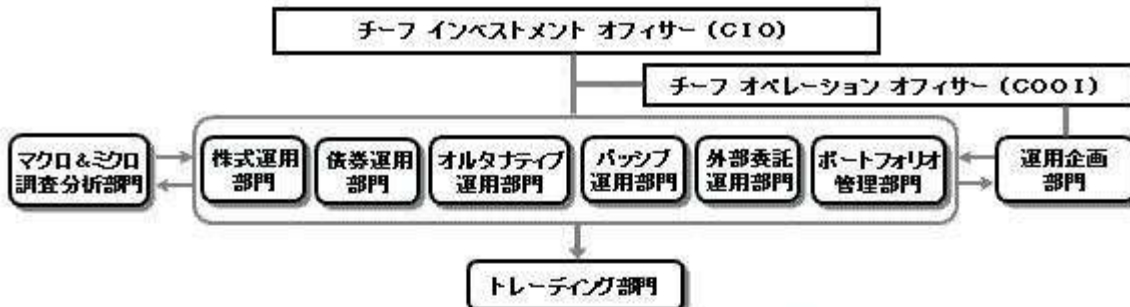 チーフ インベストメント オフィサー (CIO)
チーフ オペレーション オフィサー (COOI)
マクロ&ミクロ
調査分析部門
株式運用
部門
債券運用
部門
オルタナティブ
運用部門
パッシブ
運用部門
外部委託
運用部門
ポートフォリオ
管理部門
運用企画
部門
トレーディング部門